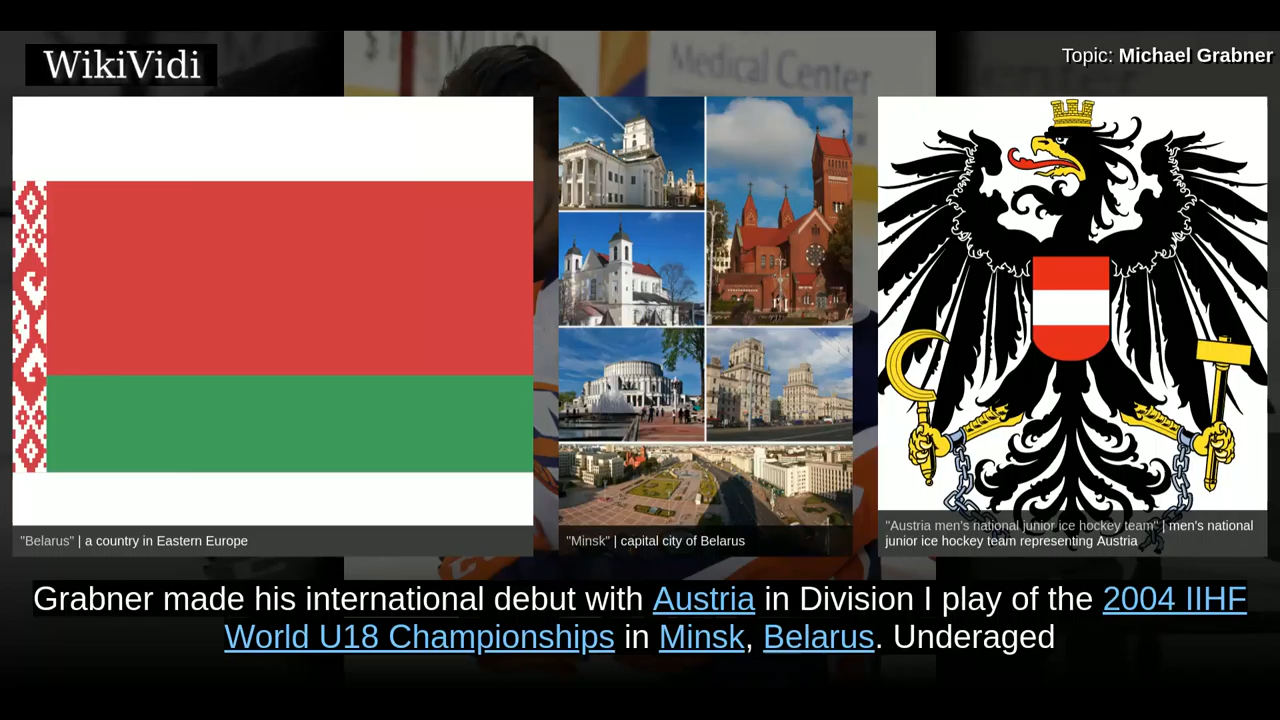 WikiVidi
Topic: Michael Grabner
Medical Center
"Belarus" | a country in Eastern Europe
"Minsk" | capital city of Belarus
"Austria men's national junior ice hockey team" | men's national
junior ice hockey team representing Austria
Grabner made his international debut with Austria in Division I play of the 2004 IIHF
World U18 Championships in Minsk, Belarus. Underaged